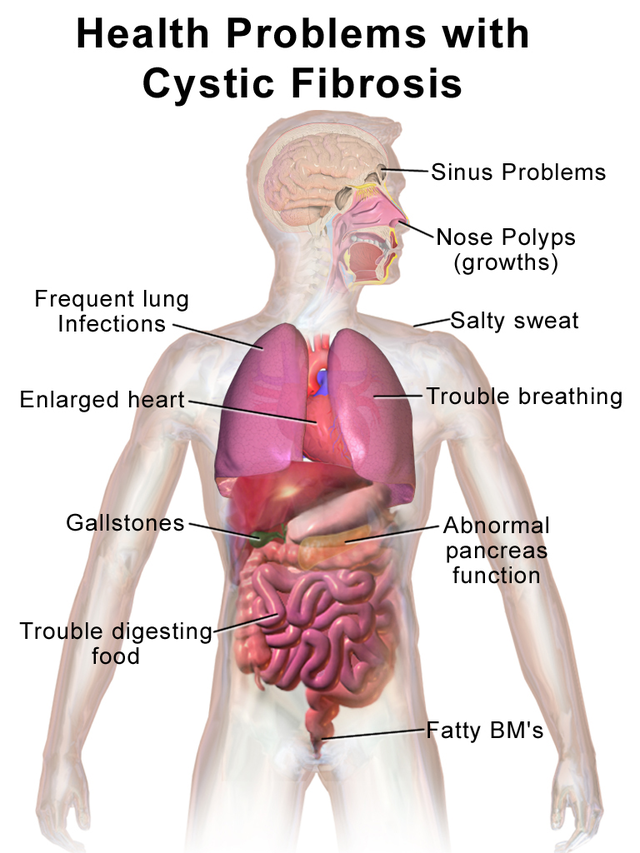 Health Problems with
Cystic Fibrosis
Sinus Problems
Nose Polyps
(growths)
Frequent lung
Infections
Salty sweat
Enlarged heart
Trouble breathing
Gallstones
Abnormal
pancreas
function
Trouble digesting
food
Fatty BM's